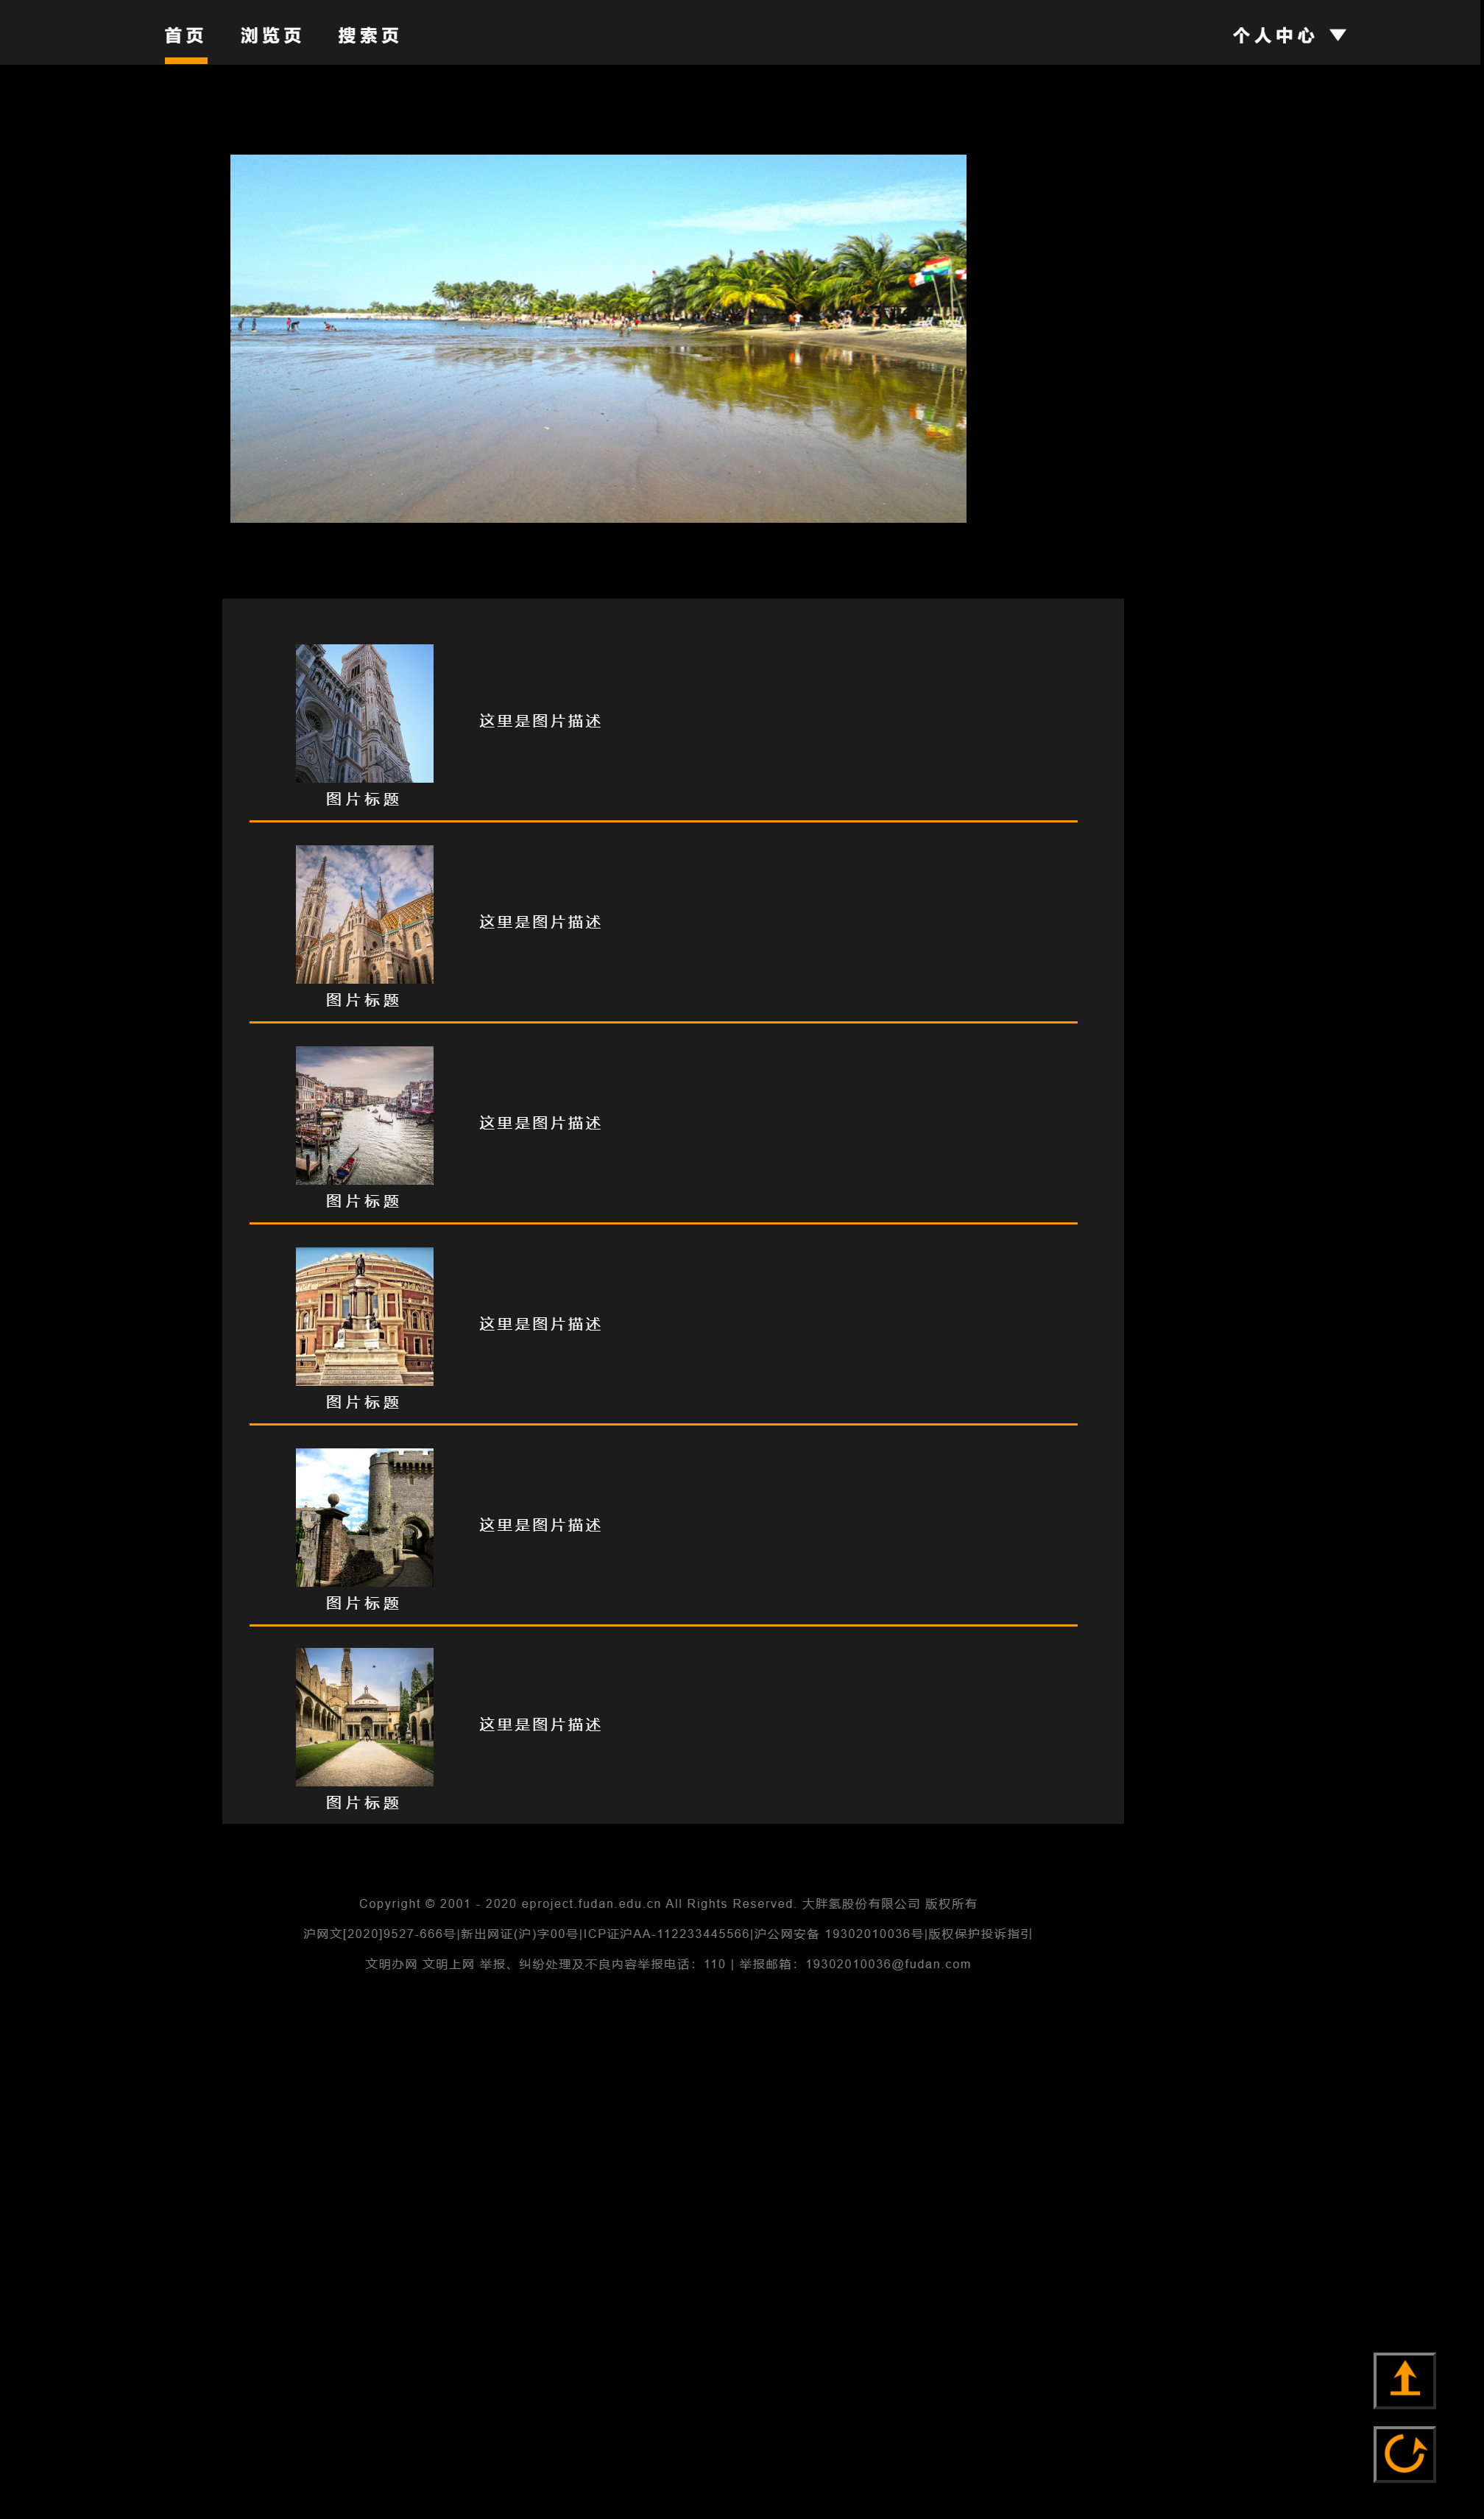 首页 浏览页 搜索页 个人中心 ▼
这里是图片描述
图片标题
这里是图片描述
图片标题
这里是图片描述
图片标题
这里是图片描述
图片标题
这里是图片描述
图片标题
这里是图片描述
图片标题
Copyright © 2001 - 2020 eproject.fudan.edu.cn All Rights Reserved. 大胖氢股份有限公司 版权所有
沪网文[2020]9527-666号|新出网证(沪)字00号|ICP证沪AA-112233445566|沪公网安备 19302010036号|版权保护投诉指引
文明办网 文明上网 举报、纠纷处理及不良内容举报电话：110 | 举报邮箱：19302010036@fudan.com